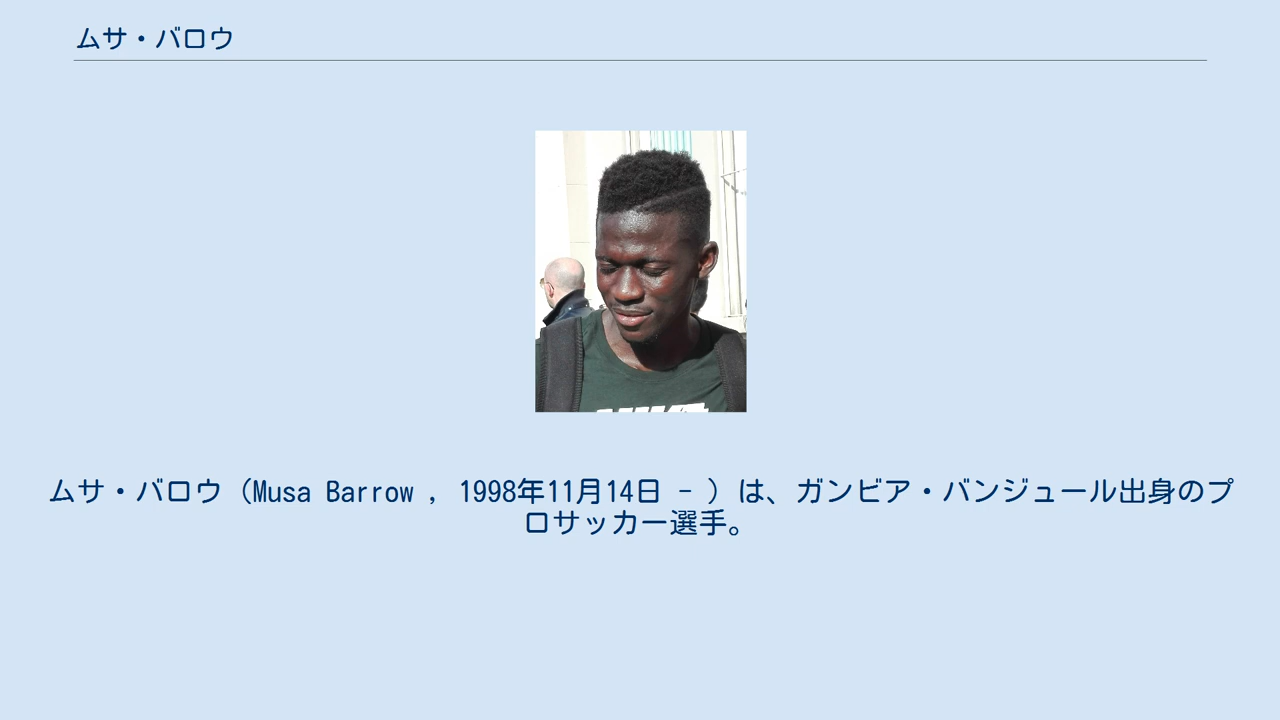 ムサ・バロウ
ムサ・バロウ（Musa Barrow , 1998年11月14日 - ）は、ガンビア・バンジュール出身のプ
ロサッカー選手。